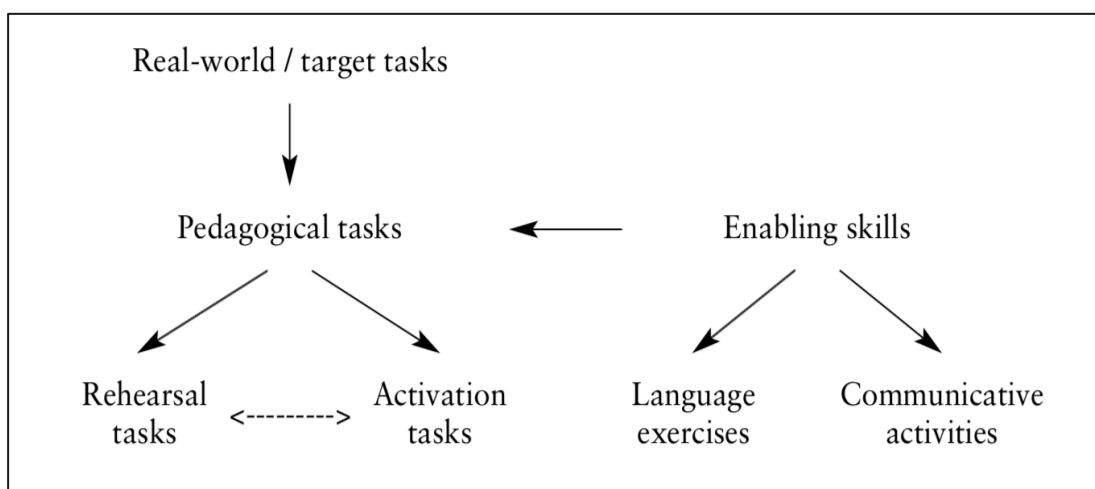 Real-world / target tasks
Pedagogical tasks
Enabling skills
Rehearsal
tasks
Activation
tasks
Language
exercises
Communicative
activities